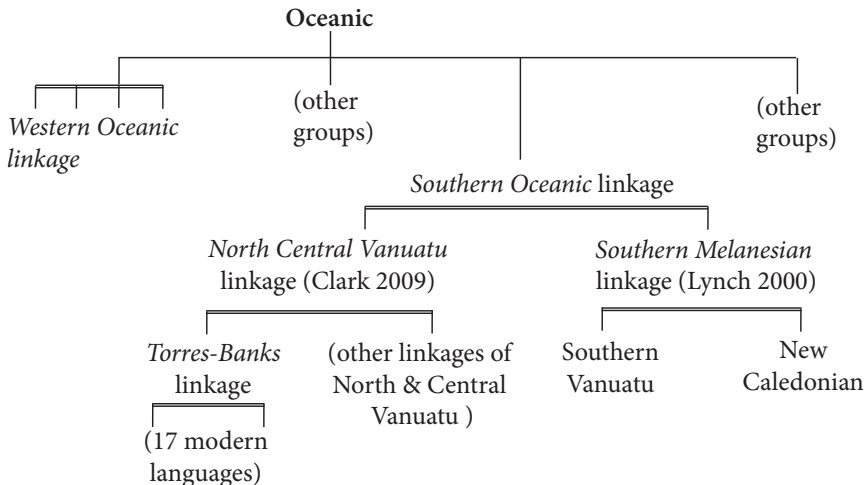 Oceanic
Western Oceanic
linkage
(other
groups)
(other
groups)
Southern Oceanic linkage
North Central Vanuatu
linkage (Clark 2009)
Southern Melanesian
linkage (Lynch 2000)
Torres-Banks
linkage
(other linkages of
North & Central
Vanuatu )
Southern
Vanuatu
New
Caledonian
(17 modern
languages)